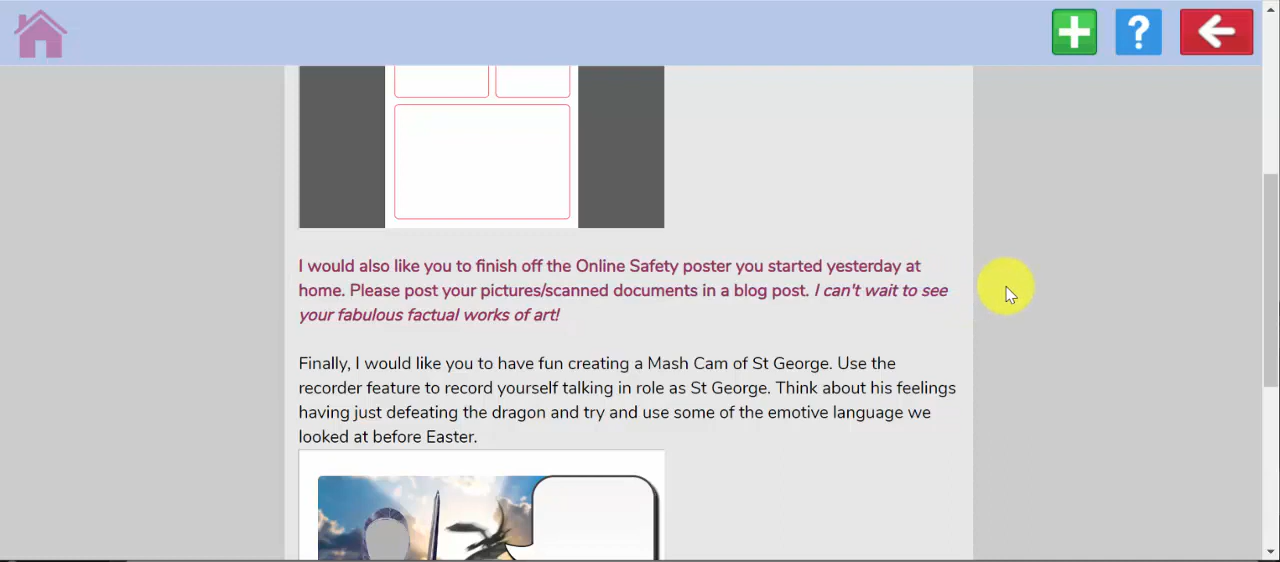 I would also like you to finish off the Online Safety poster you started yesterday at
home. Please post your pictures/scanned documents in a blog post. I can't wait to see
your fabulous factual works of art!
Finally, I would like you to have fun creating a Mash Cam of St George. Use the
recorder feature to record yourself talking in role as St George. Think about his feelings
having just defeating the dragon and try and use some of the emotive language we
looked at before Easter.